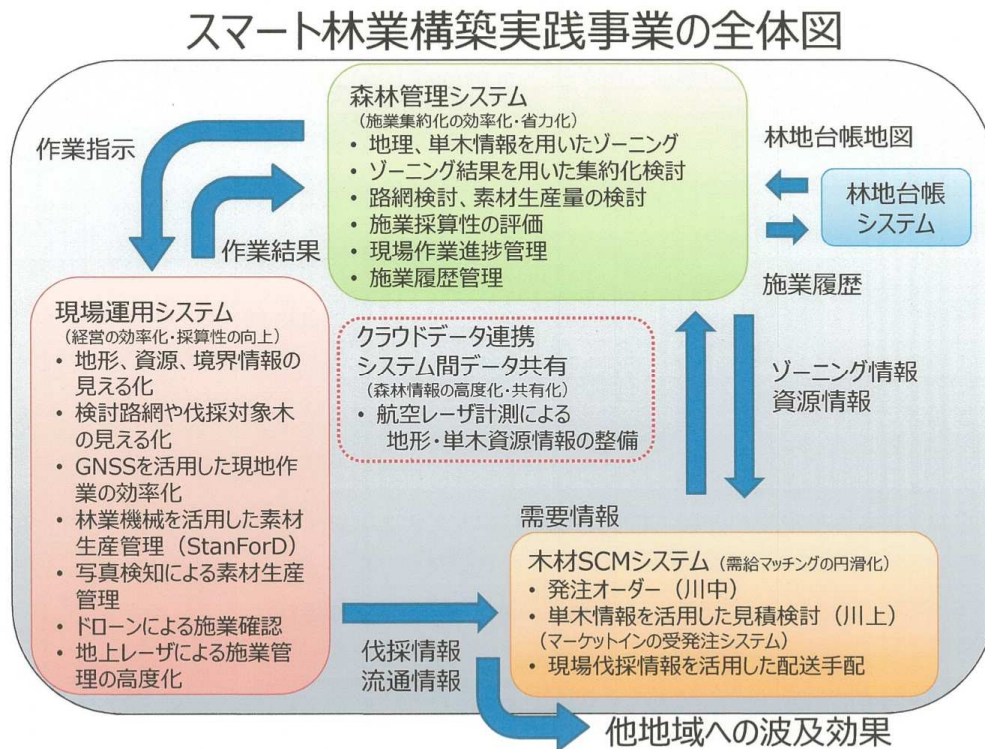 スマート林業構築実践事業の全体図
森林管理システム
(施業集約化の効率化・省力化)
• 地理、単木情報を用いたゾーニング
• ゾーニング結果を用いた集約化検討
• 路網検討、素材生産量の検討
• 施業採算性の評価
• 現場作業進捗管理
• 施業履歴管理
作業指示
作業結果
林地台帳地図
林地台帳
システム
施業履歴
現場運用システム
(経営の効率化・採算性の向上)
• 地形、資源、境界情報の
見える化
• 検討路網や伐採対象木
の見える化
• GNSSを活用した現地作
業の効率化
• 林業機械を活用した素材
生産管理（StanForD）
• 写真検知による素材生産
管理
• ドローンによる施業確認
• 地上レーザによる施業管
理の高度化
クラウドデータ連携
システム間データ共有
(森林情報の高度化・共有化)
• 航空レーザ計測による
地形・単木資源情報の整備
ゾーニング情報
資源情報
需要情報
木材SCMシステム (需給マッチングの円滑化)
• 発注オーダー（川中）
• 単木情報を活用した見積検討（川上）
(マーケットインの受発注システム)
• 現場伐採情報を活用した配送手配
伐採情報
流通情報
他地域への波及効果